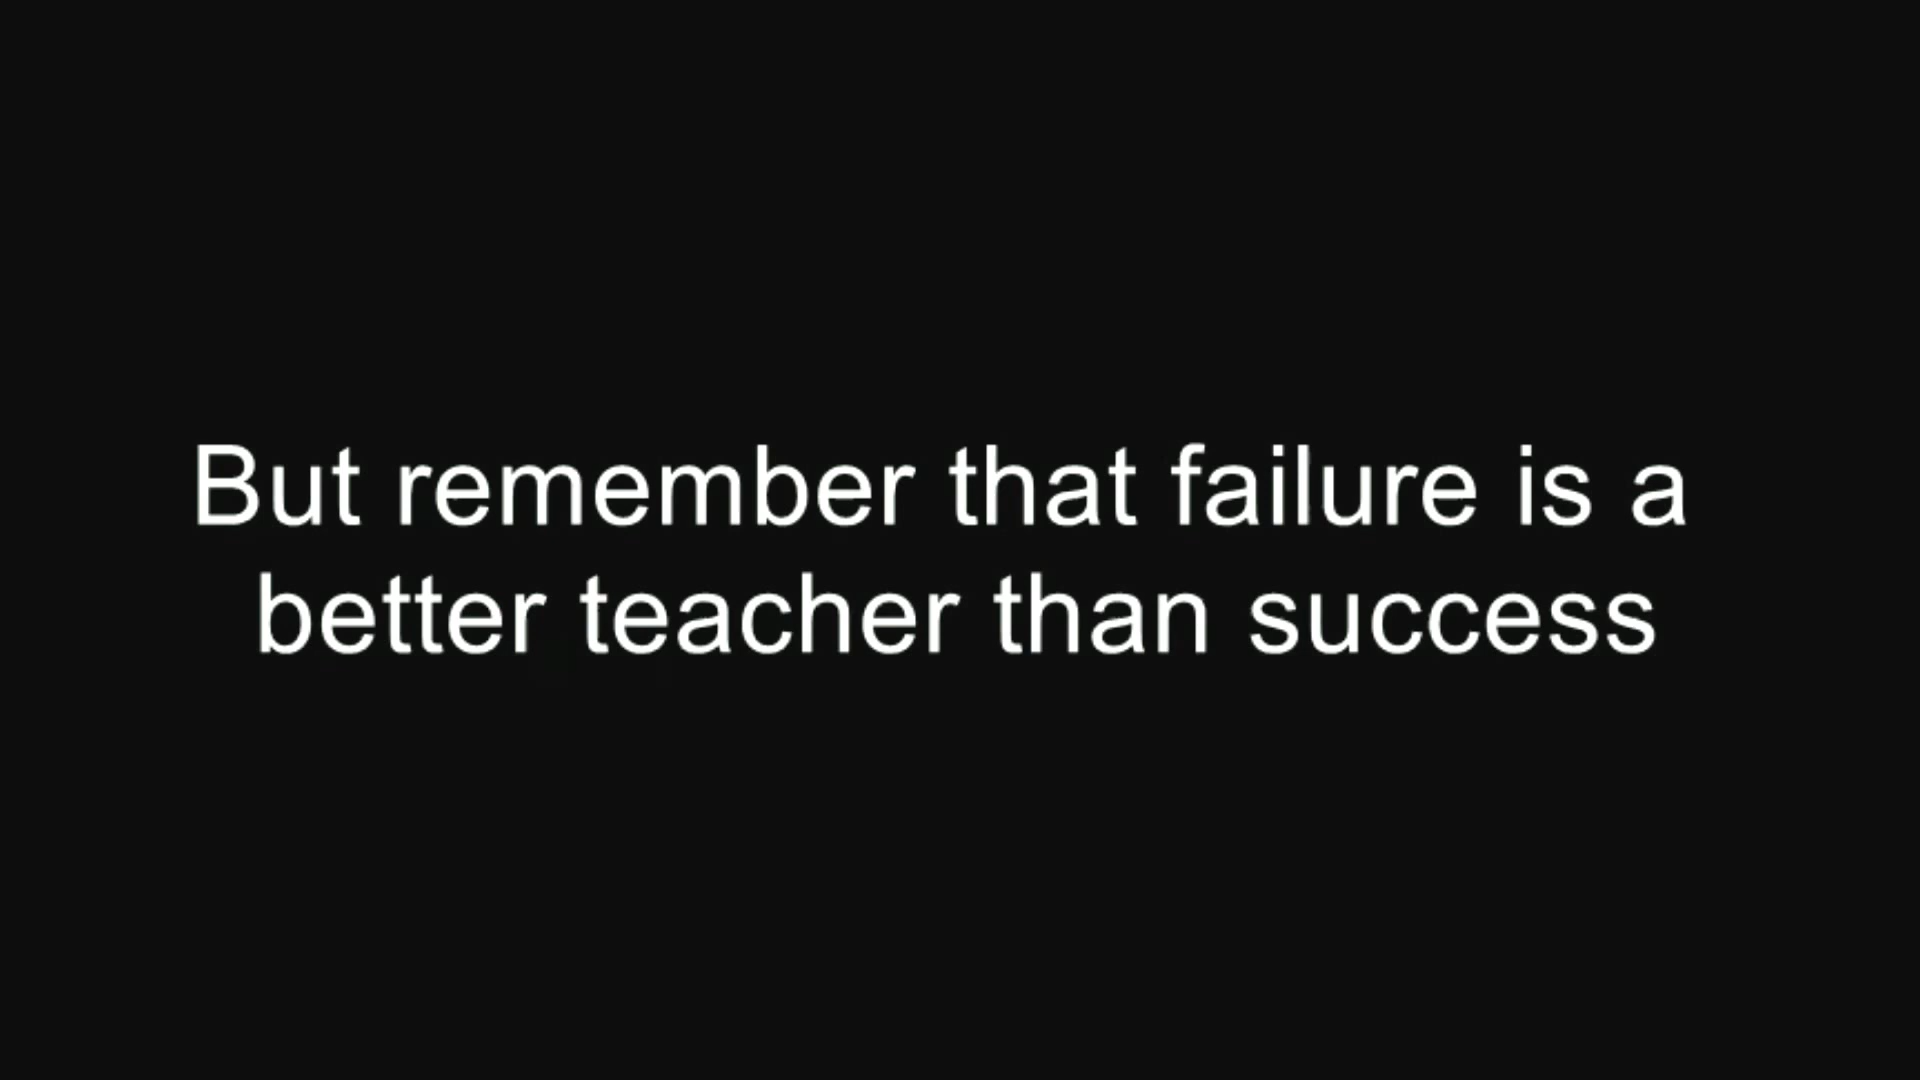 But remember that failure is a
better teacher than success